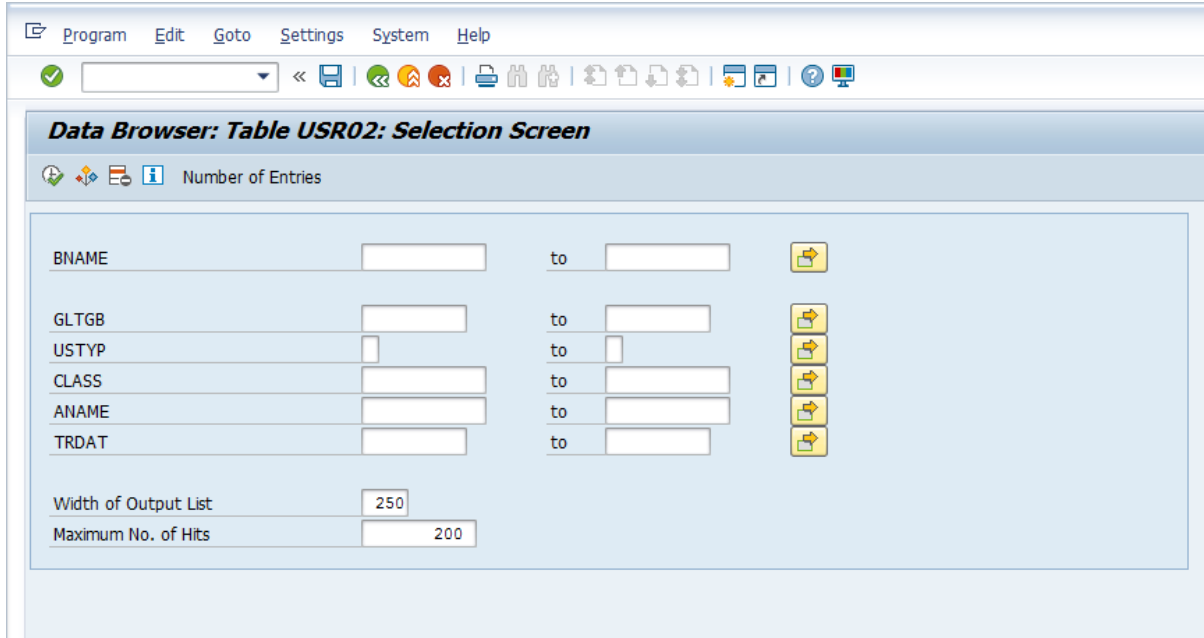 Program Edit Goto Settings System Help
Data Browser: Table USR02: Selection Screen
Number of Entries
BNAME to
GLTGB to
USTYP to
CLASS to
ANAME to
TRDAT to
Width of Output List 250
Maximum No. of Hits 200